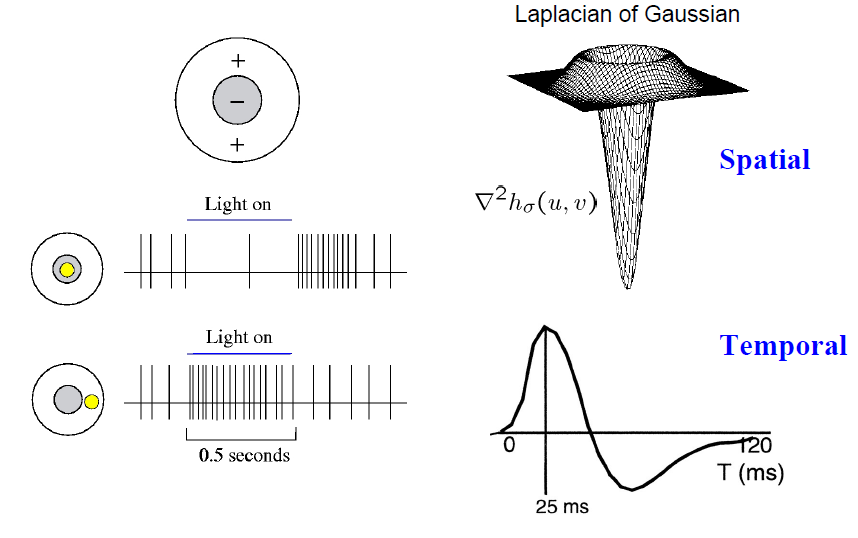 Laplacian of Gaussian
+
−
+
Spatial
∇²hσ(u, v)
Light on
Light on
0.5 seconds
Temporal
0
120
T (ms)
25 ms